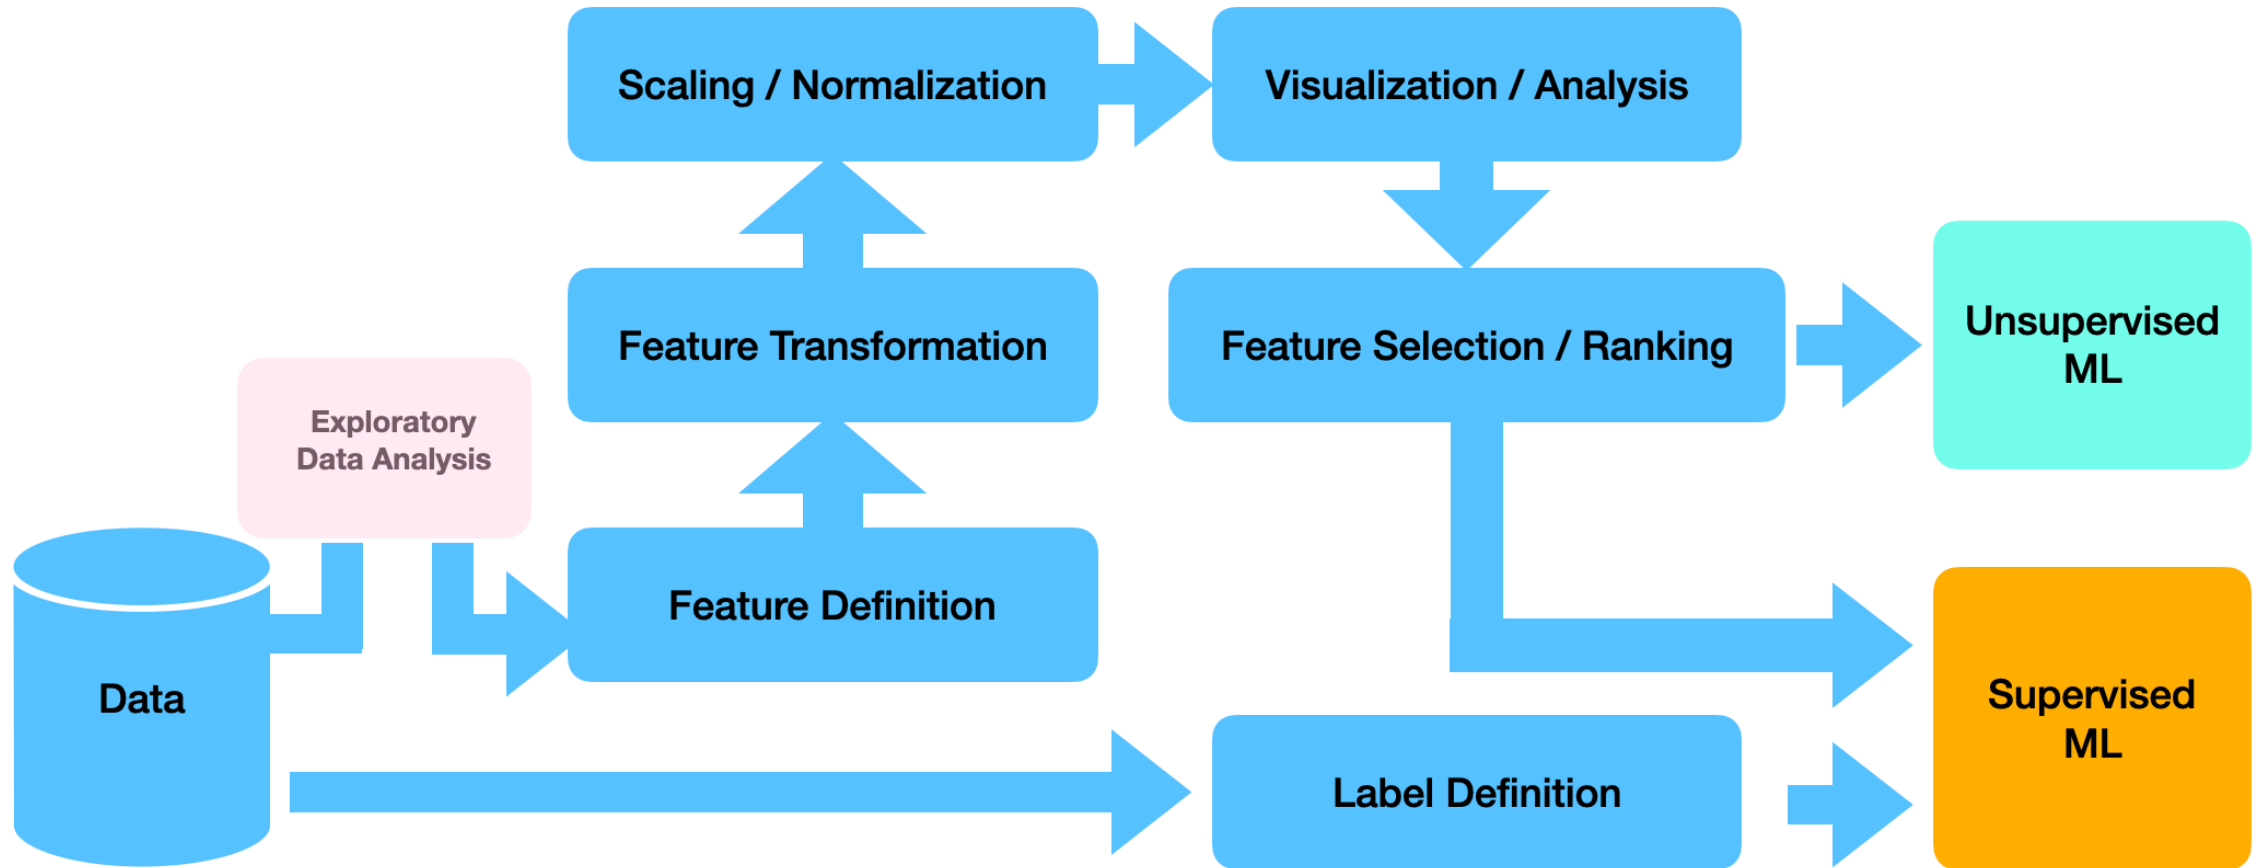 Scaling / Normalization
Visualization / Analysis
Feature Transformation
Feature Selection / Ranking
Unsupervised
ML
Exploratory
Data Analysis
Feature Definition
Data
Supervised
ML
Label Definition